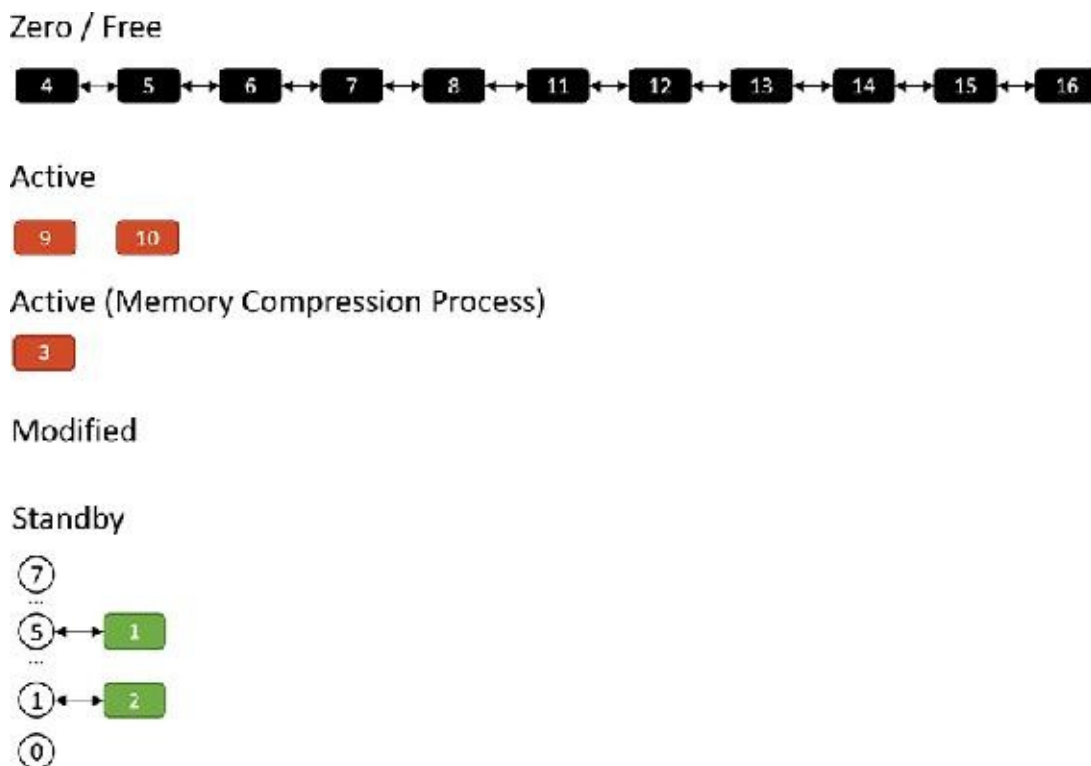 Zero / Free
4 5 6 7 8 11 12 13 14 15 16
Active
9 10
Active (Memory Compression Process)
3
Modified
Standby
7
...
5 1
...
1 2
0